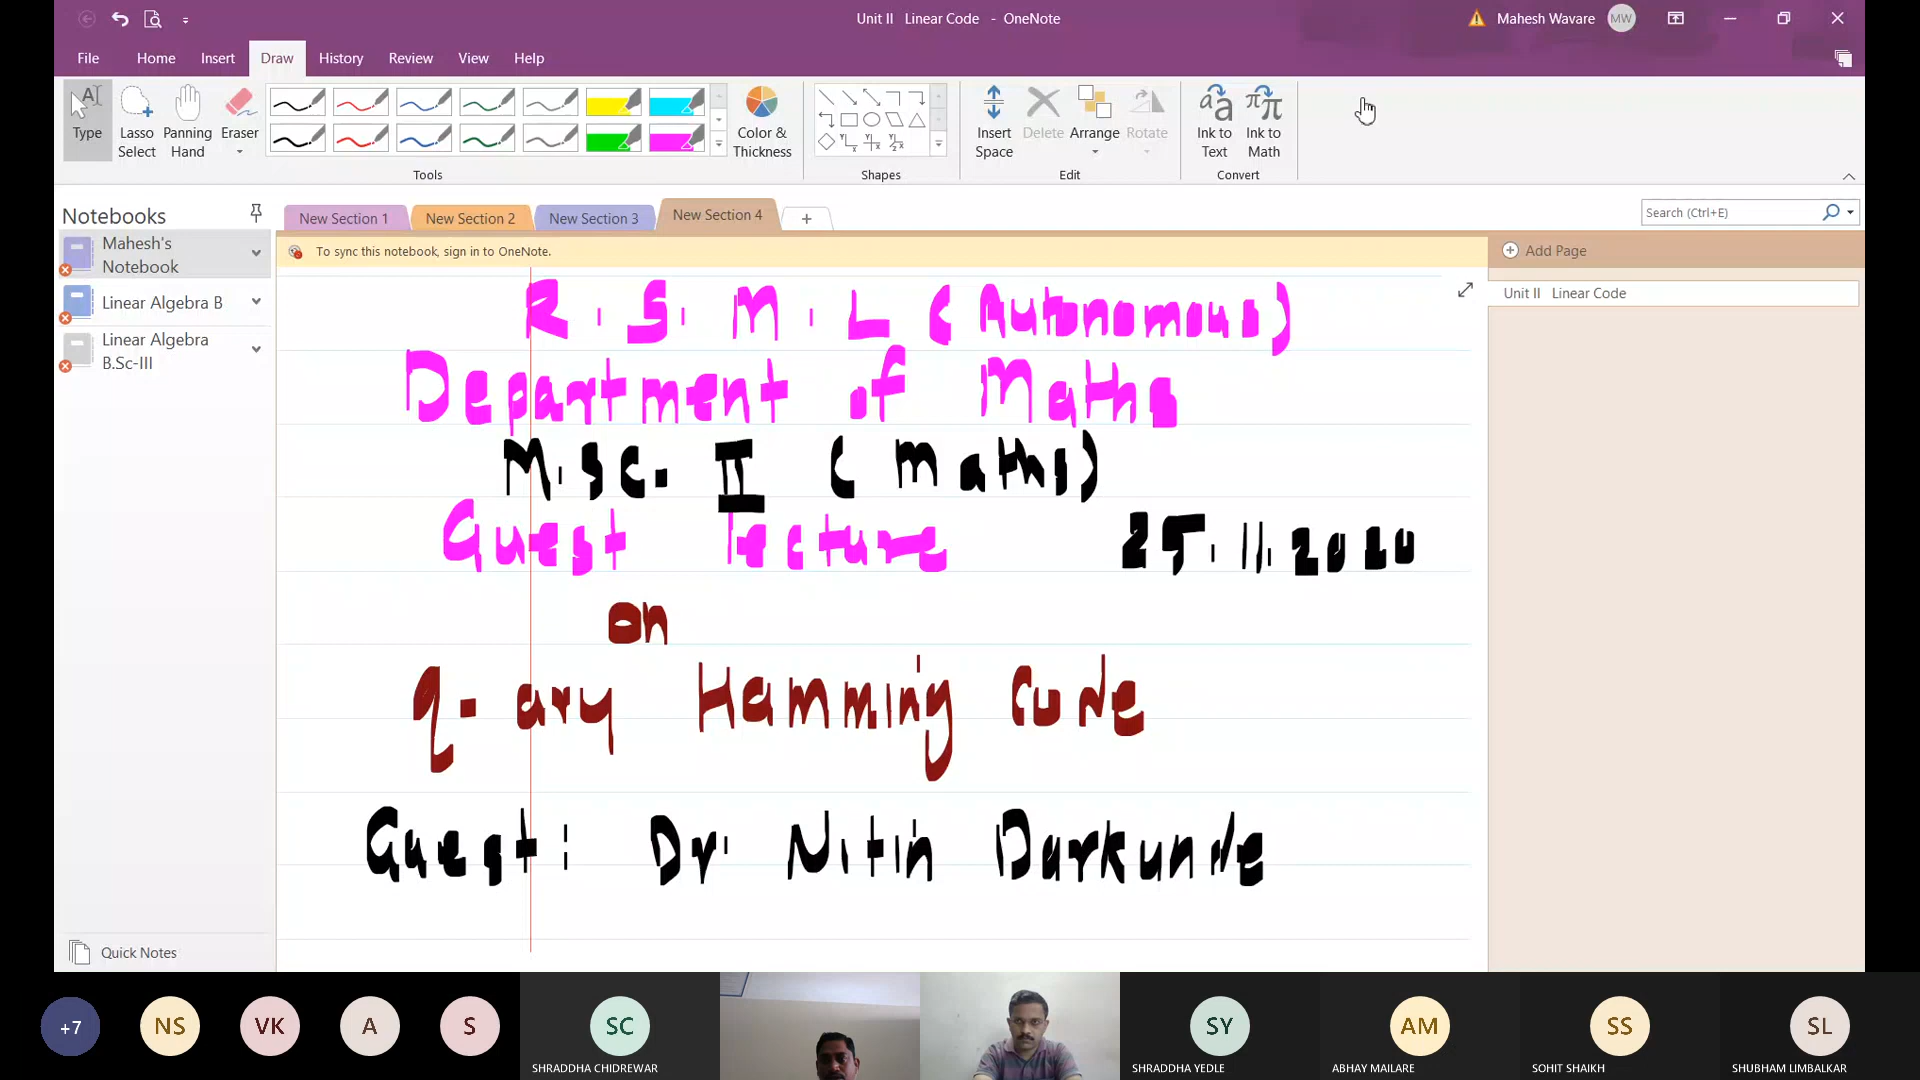 Unit II   Linear Code  -  OneNote
Mahesh Wavare
MW
File Home Insert Draw History Review View Help
Type
Lasso Select
Panning Hand
Eraser
Color & Thickness
Insert Space
Delete
Arrange
Rotate
Ink to Text
Ink to Math
Tools
Shapes
Edit
Convert
Notebooks
New Section 1
New Section 2
New Section 3
New Section 4
Search (Ctrl+E)
Mahesh's Notebook
Linear Algebra B
Linear Algebra B.Sc-III
To sync this notebook, sign in to OneNote.
Add Page
Unit II   Linear Code
R. S. M. L (Autonomous)
Department of Maths
M.sc. II (Maths)
Guest lecture 25.11.2020
on
q-ary Hamming Code
Guest: Dr. Nitin Darkunde
Quick Notes
+7
NS
VK
A
S
SC
SY
AM
SS
SL
SHRADDHA CHIDREWAR
SHRADDHA YEDLE
ABHAY MAILARE
SOHIT SHAIKH
SHUBHAM LIMBALKAR